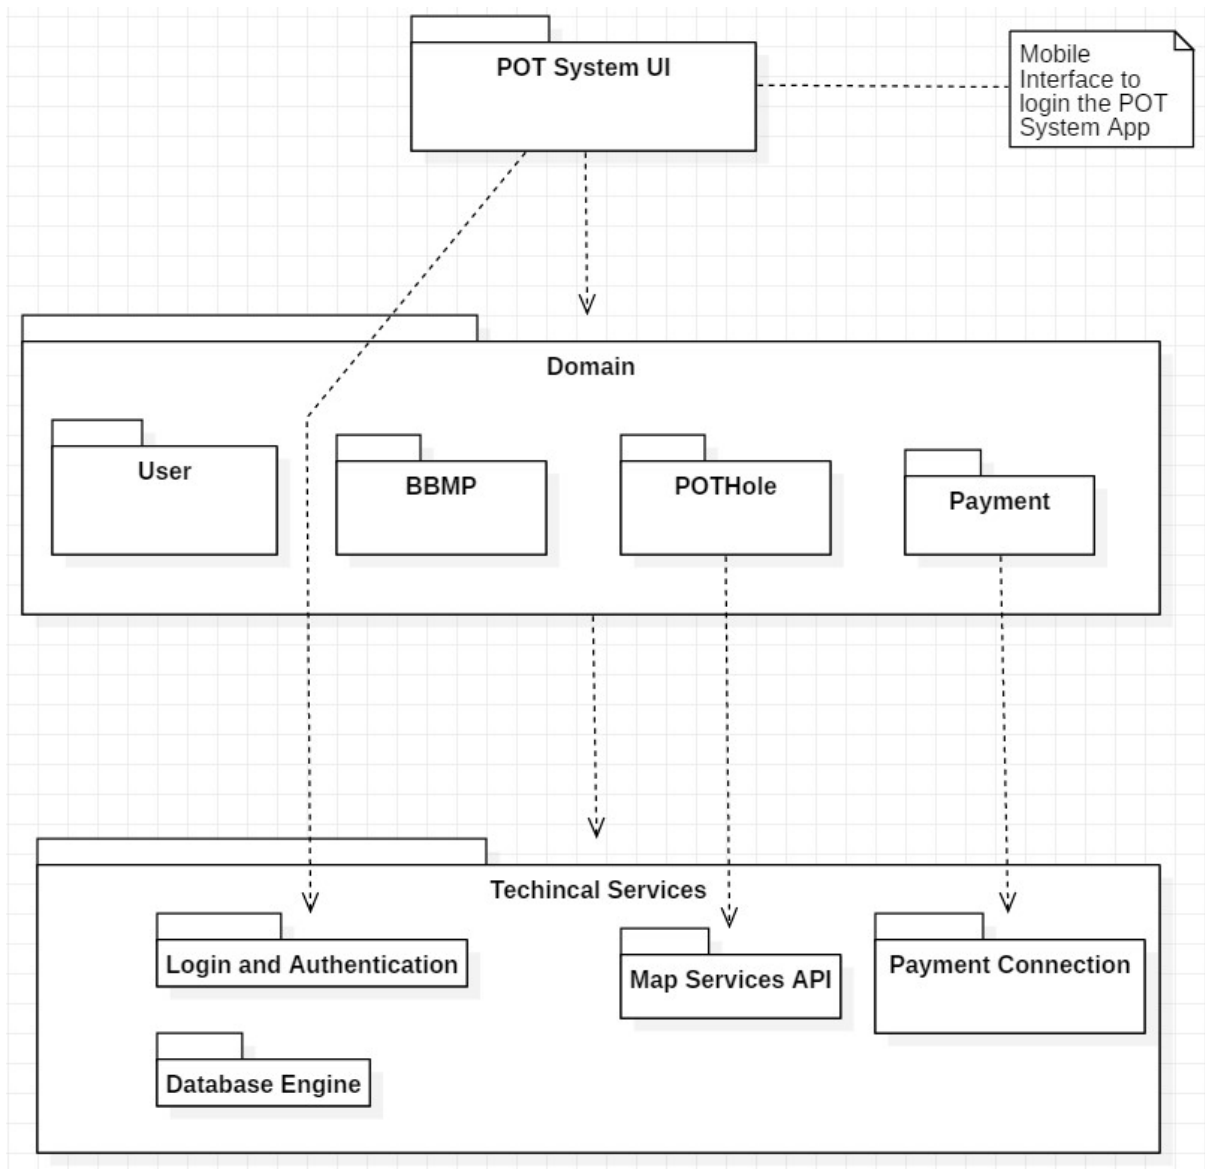 POT System UI
Mobile
Interface to
login the POT
System App
Domain
User
BBMP
POTHole
Payment
Techincal Services
Login and Authentication
Map Services API
Payment Connection
Database Engine